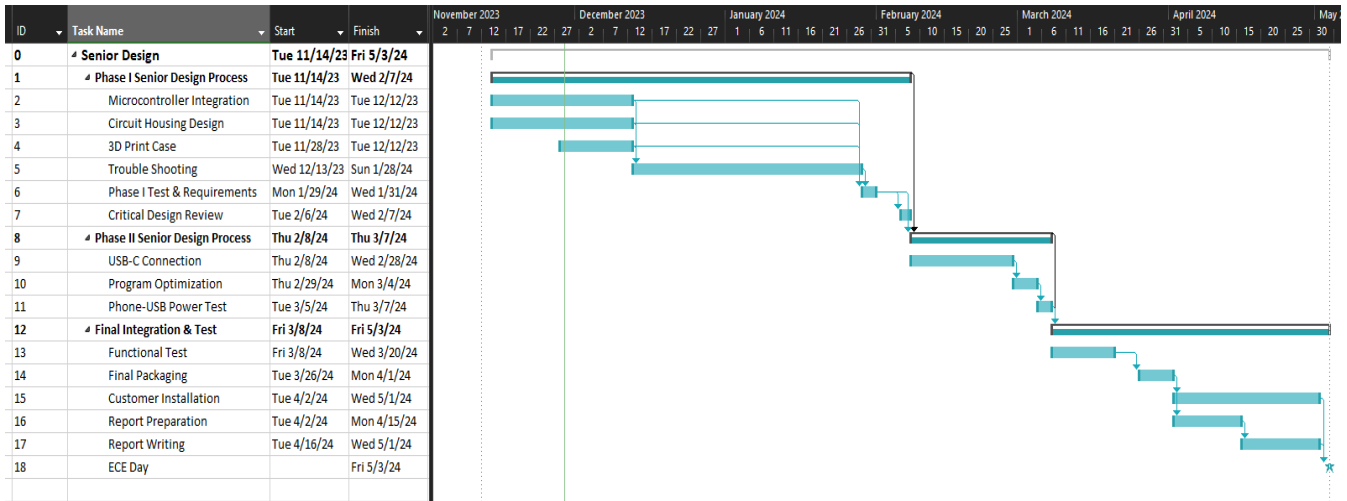 November 2023 December 2023 January 2024 February 2024 March 2024 April 2024 May
ID Task Name Start Finish 2 7 12 17 22 27 2 7 12 17 22 27 1 6 11 16 21 26 31 5 10 15 20 25 1 6 11 16 21 26 31 5 10 15 20 25 30
0 Senior Design Tue 11/14/23 Fri 5/3/24
1 Phase I Senior Design Process Tue 11/14/23 Wed 2/7/24
2 Microcontroller Integration Tue 11/14/23 Tue 12/12/23
3 Circuit Housing Design Tue 11/14/23 Tue 12/12/23
4 3D Print Case Tue 11/28/23 Tue 12/12/23
5 Trouble Shooting Wed 12/13/23 Sun 1/28/24
6 Phase I Test & Requirements Mon 1/29/24 Wed 1/31/24
7 Critical Design Review Tue 2/6/24 Wed 2/7/24
8 Phase II Senior Design Process Thu 2/8/24 Thu 3/7/24
9 USB-C Connection Thu 2/8/24 Wed 2/28/24
10 Program Optimization Thu 2/29/24 Mon 3/4/24
11 Phone-USB Power Test Tue 3/5/24 Thu 3/7/24
12 Final Integration & Test Fri 3/8/24 Fri 5/3/24
13 Functional Test Fri 3/8/24 Wed 3/20/24
14 Final Packaging Tue 3/26/24 Mon 4/1/24
15 Customer Installation Tue 4/2/24 Wed 5/1/24
16 Report Preparation Tue 4/2/24 Mon 4/15/24
17 Report Writing Tue 4/16/24 Wed 5/1/24
18 ECE Day Fri 5/3/24